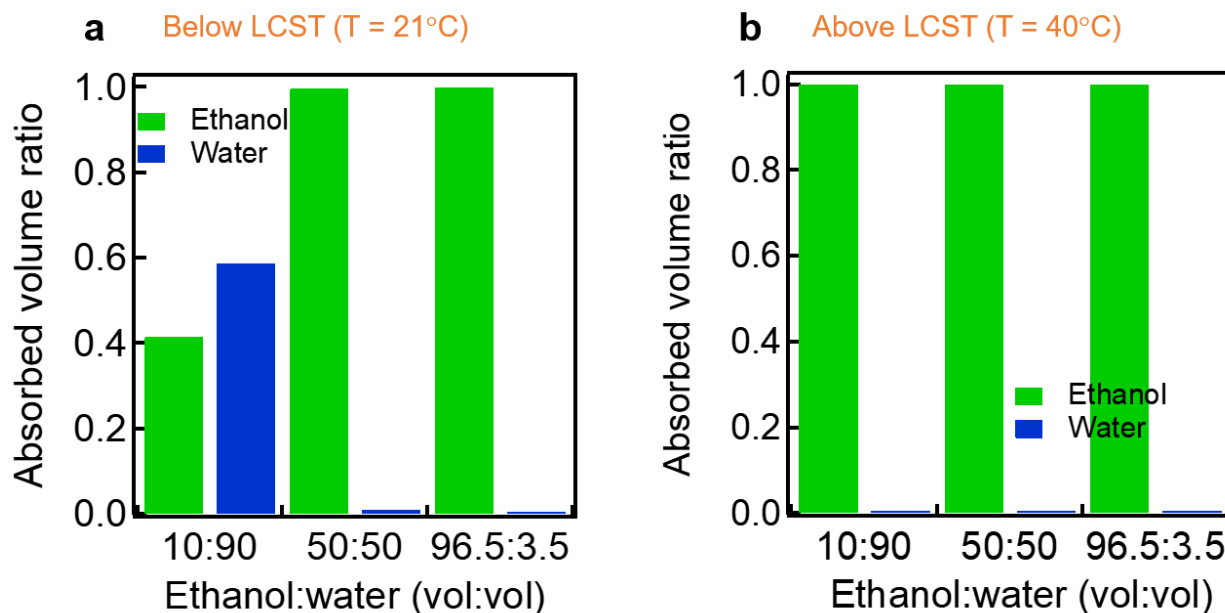 a Below LCST (T = 21°C)
Absorbed volume ratio
1.0
0.8
0.6
0.4
0.2
0.0
Ethanol
Water
10:90 50:50 96.5:3.5
Ethanol:water (vol:vol)
b Above LCST (T = 40°C)
Absorbed volume ratio
1.0
0.8
0.6
0.4
0.2
0.0
Ethanol
Water
10:90 50:50 96.5:3.5
Ethanol:water (vol:vol)